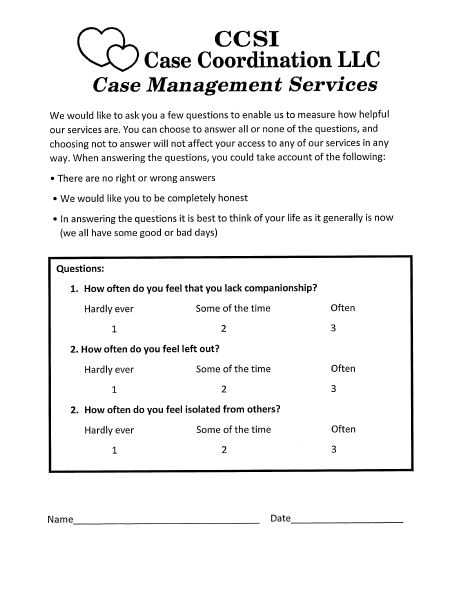 CCSI
Case Coordination LLC
Case Management Services
We would like to ask you a few questions to enable us to measure how helpful
our services are. You can choose to answer all or none of the questions, and
choosing not to answer will not affect your access to any of our services in any
way. When answering the questions, you could take account of the following:
• There are no right or wrong answers
• We would like you to be completely honest
• In answering the questions it is best to think of your life as it generally is now
(we all have some good or bad days)
Questions:
1. How often do you feel that you lack companionship?
Hardly ever Some of the time Often
1 2 3
2. How often do you feel left out?
Hardly ever Some of the time Often
1 2 3
2. How often do you feel isolated from others?
Hardly ever Some of the time Often
1 2 3
Name__________________________________ Date____________________